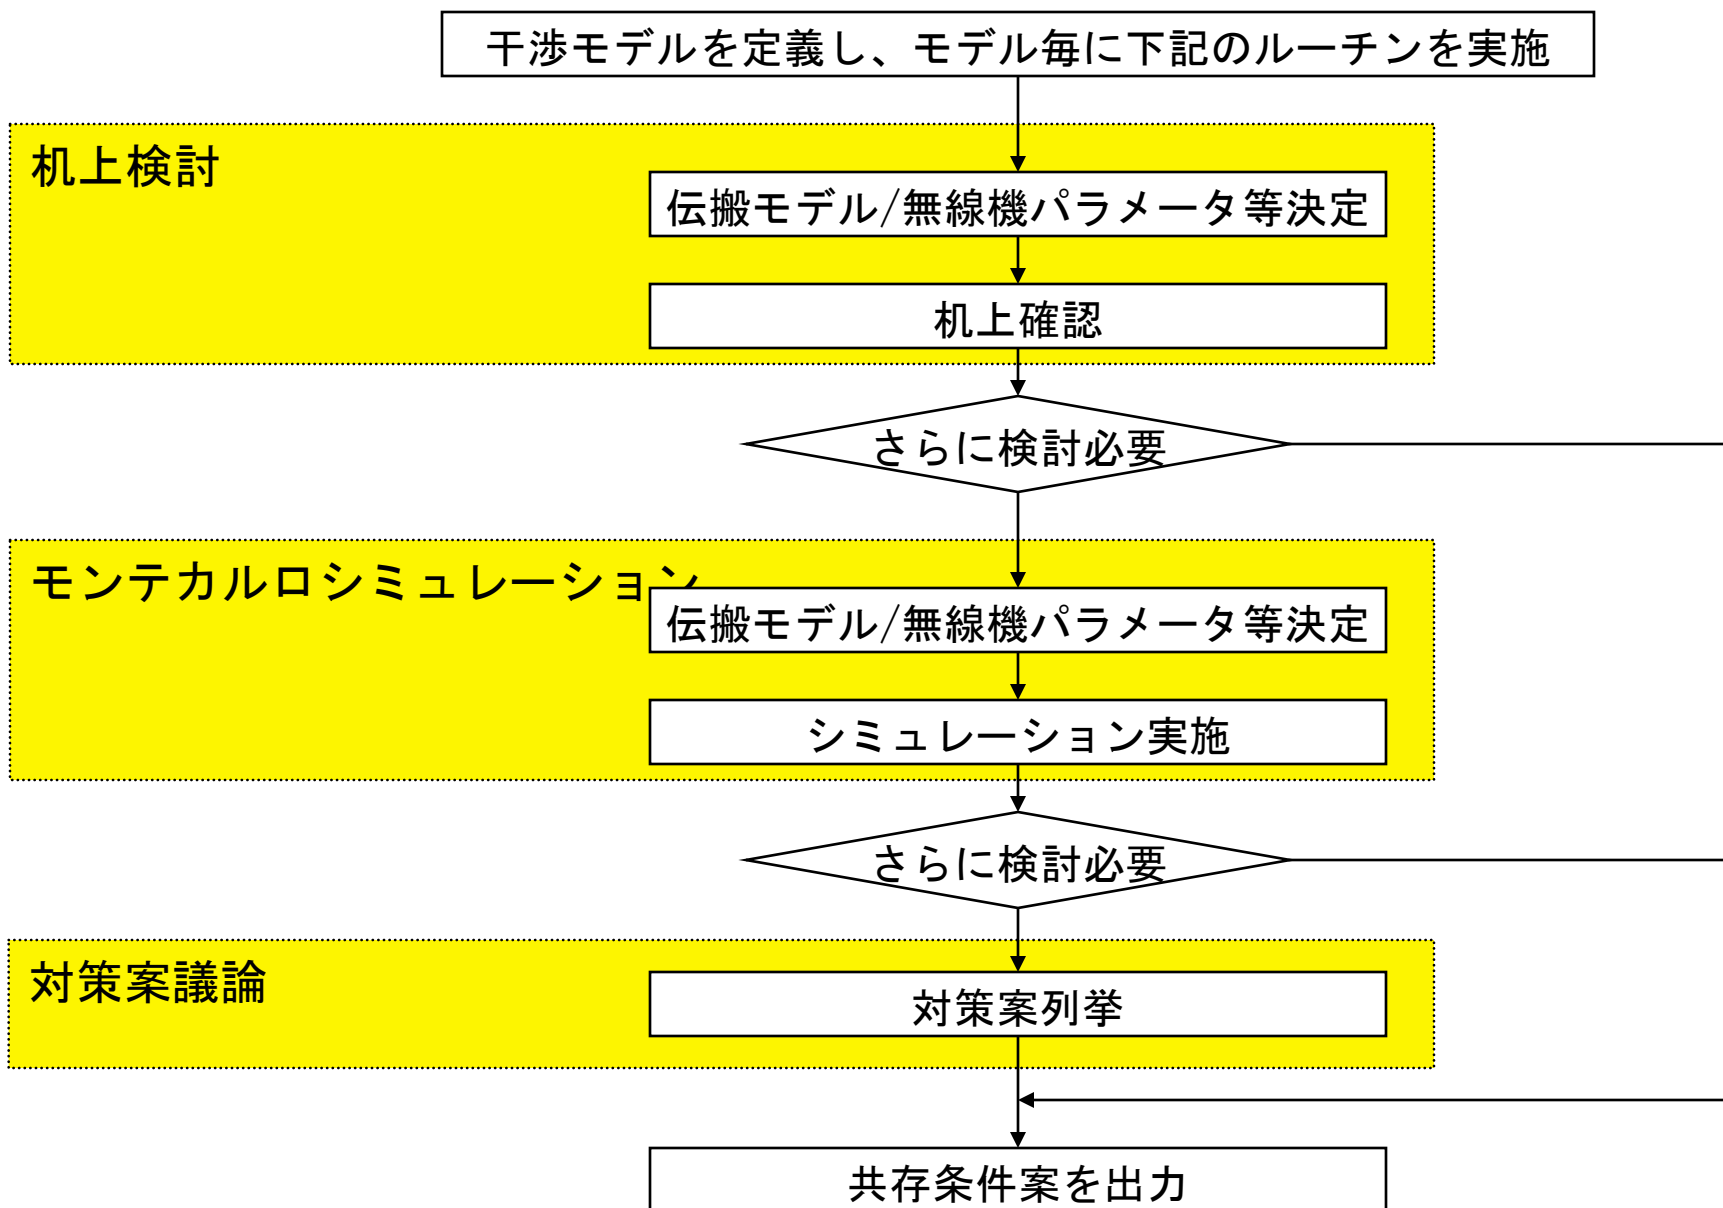 干渉モデルを定義し、モデル毎に下記のルーチンを実施
机上検討
伝搬モデル/無線機パラメータ等決定
机上確認
さらに検討必要
モンテカルロシミュレーション
伝搬モデル/無線機パラメータ等決定
シミュレーション実施
さらに検討必要
対策案議論
対策案列挙
共存条件案を出力